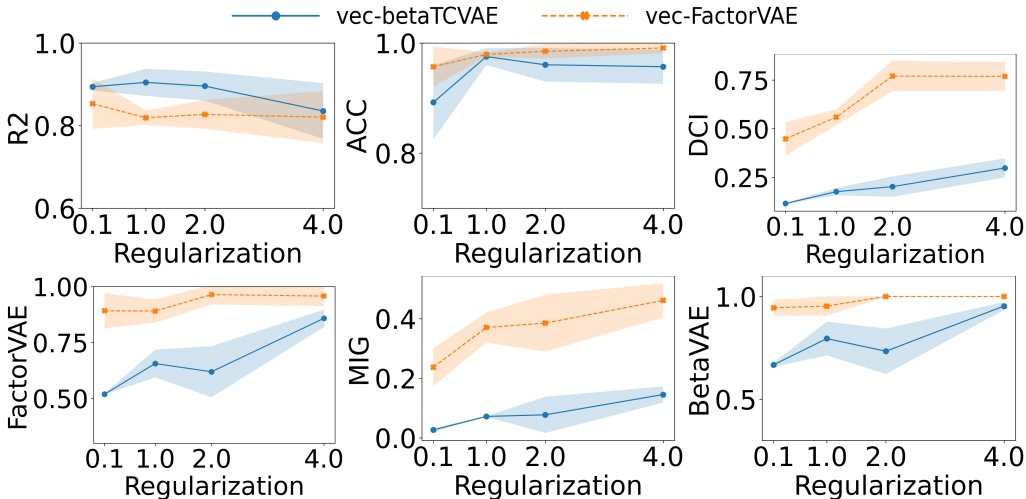 vec-betaTCVAE vec-FactorVAE
R2
1.0
0.8
0.6
0.1 1.0 2.0 4.0
Regularization
ACC
1.0
0.8
0.1 1.0 2.0 4.0
Regularization
DCI
0.75
0.50
0.25
0.1 1.0 2.0 4.0
Regularization
FactorVAE
1.00
0.75
0.50
0.1 1.0 2.0 4.0
Regularization
MIG
0.4
0.2
0.0
0.1 1.0 2.0 4.0
Regularization
BetaVAE
1.0
0.5
0.1 1.0 2.0 4.0
Regularization